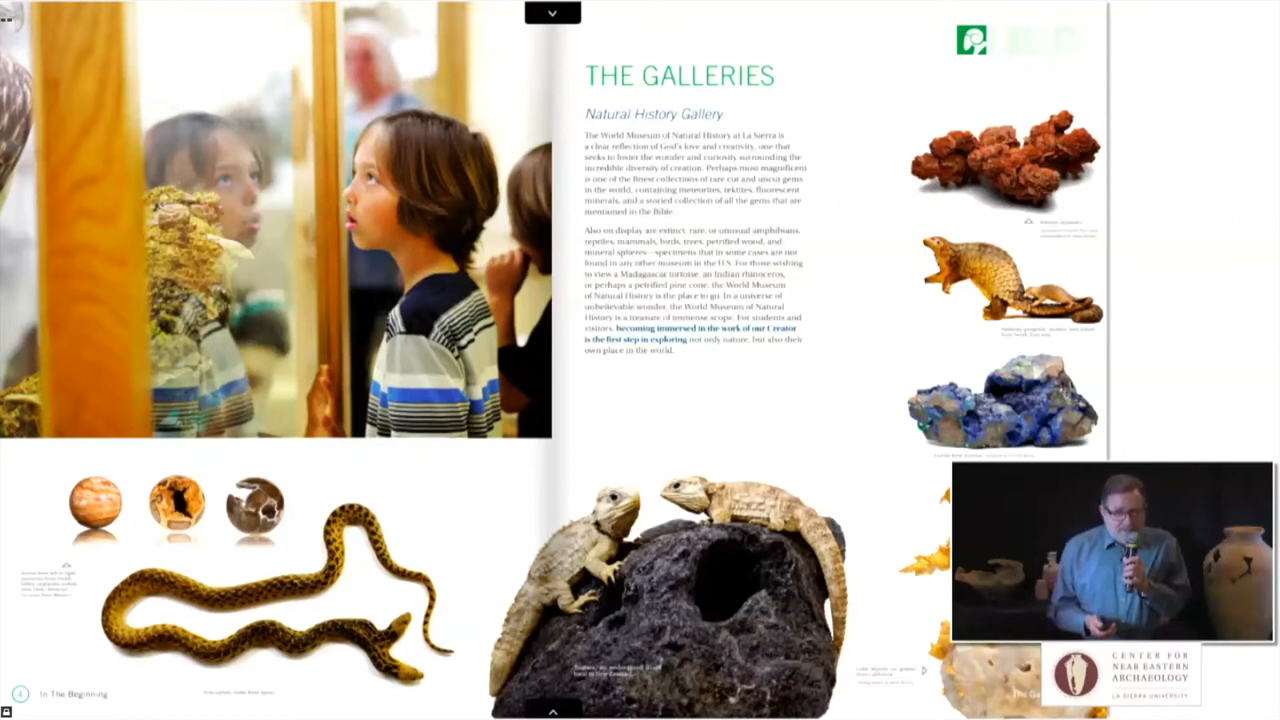 THE GALLERIES
Natural History Gallery
The World Museum of Natural History at La Sierra is
a clear reflection of God's love and creativity, one that
seeks to foster the wonder and curiosity surrounding the
incredible diversity of creation. Perhaps most magnificent
is one of the finest collections of rare cut and uncut gems
in the world, containing meteorites, tektites, fluorescent
minerals, and a storied collection of all the gems that are
mentioned in the Bible.
Also on display are extinct, rare, or unusual amphibians,
reptiles, mammals, birds, trees, petrified wood, and
mineral spheres—specimens that in some cases are not
found in any other museum in the U.S. For those wishing
to view a Madagascar tortoise, an Indian rhinoceros,
or perhaps a petrified pine cone, the World Museum
of Natural History is the place to go. In a universe of
unbelievable wonder, the World Museum of Natural
History is a treasure of immense scope. For students and
visitors, becoming immersed in the work of our Creator
is the first step in exploring not only nature, but also their
own place in the world.
4 In The Beginning
CENTER FOR
NEAR EASTERN
ARCHAEOLOGY
LA SIERRA UNIVERSITY